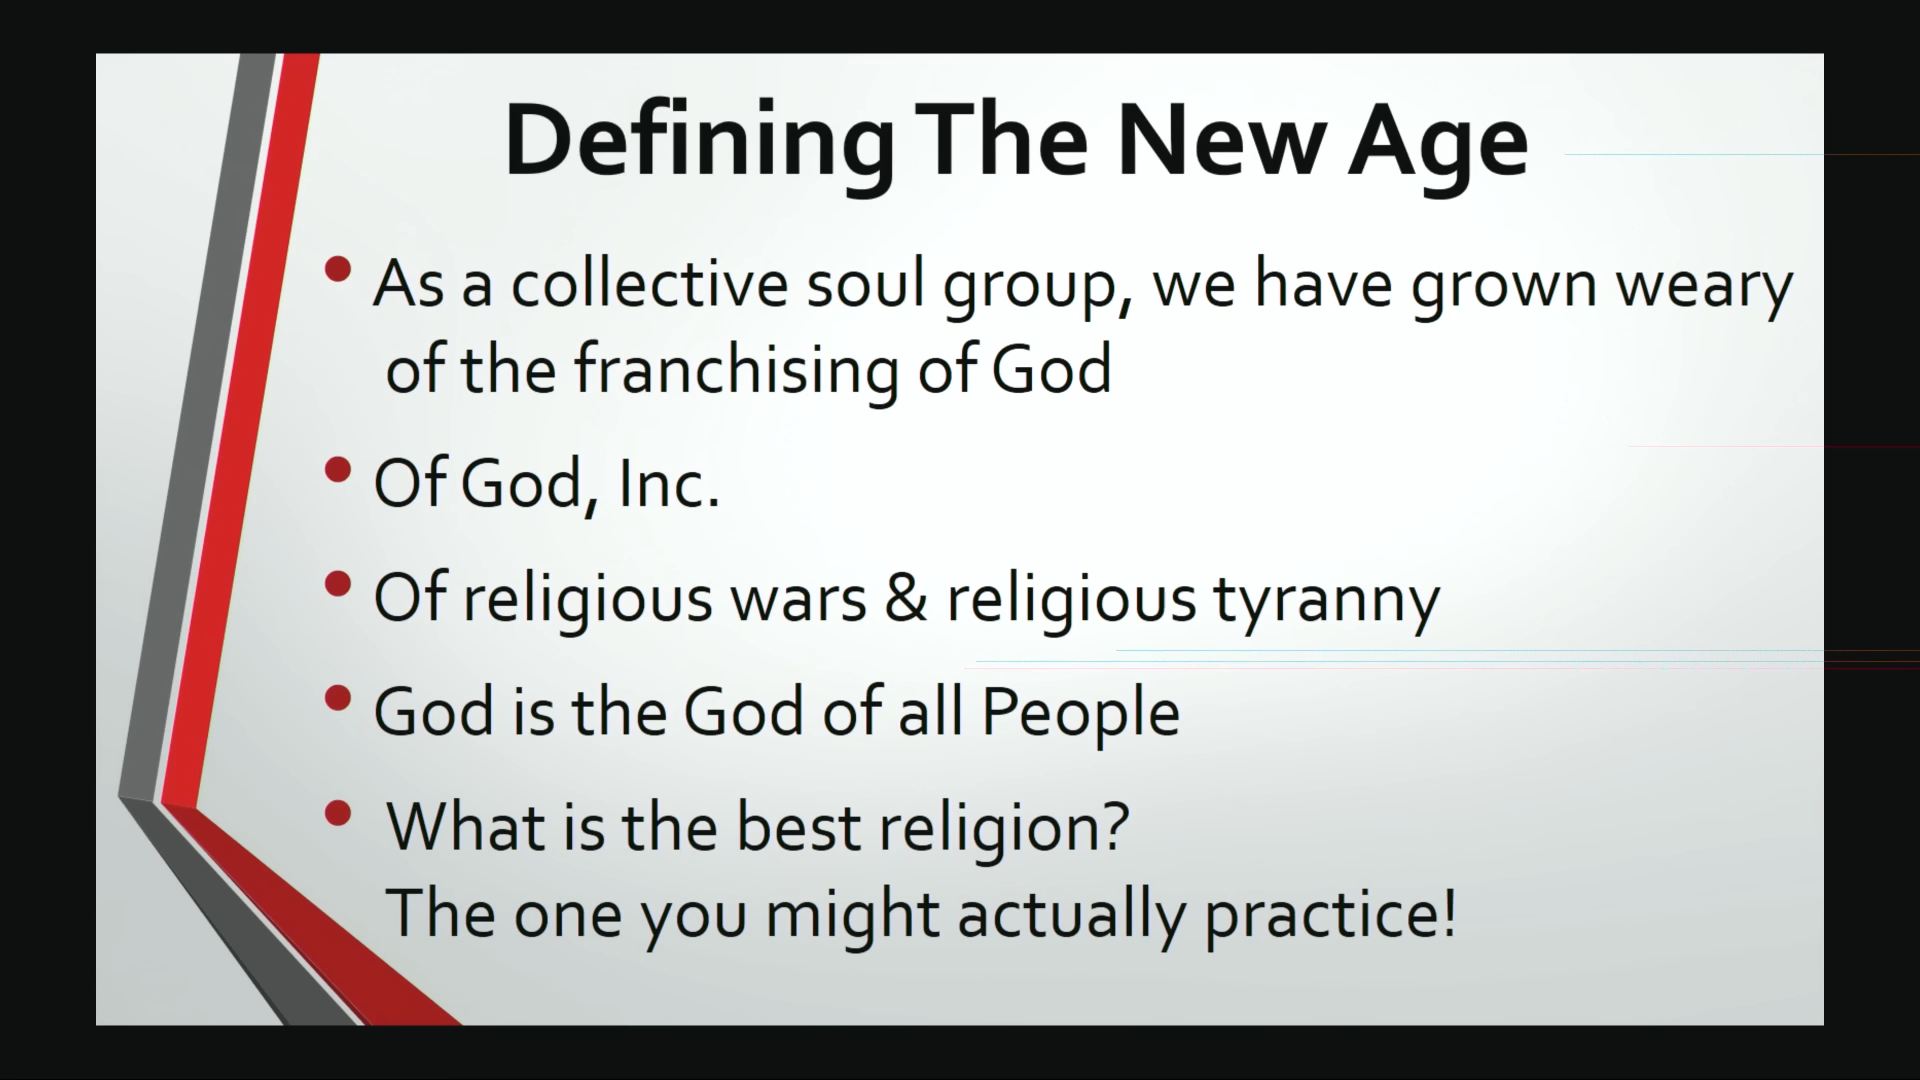 Defining The New Age
• As a collective soul group, we have grown weary
of the franchising of God
• Of God, Inc.
• Of religious wars & religious tyranny
• God is the God of all People
• What is the best religion?
The one you might actually practice!